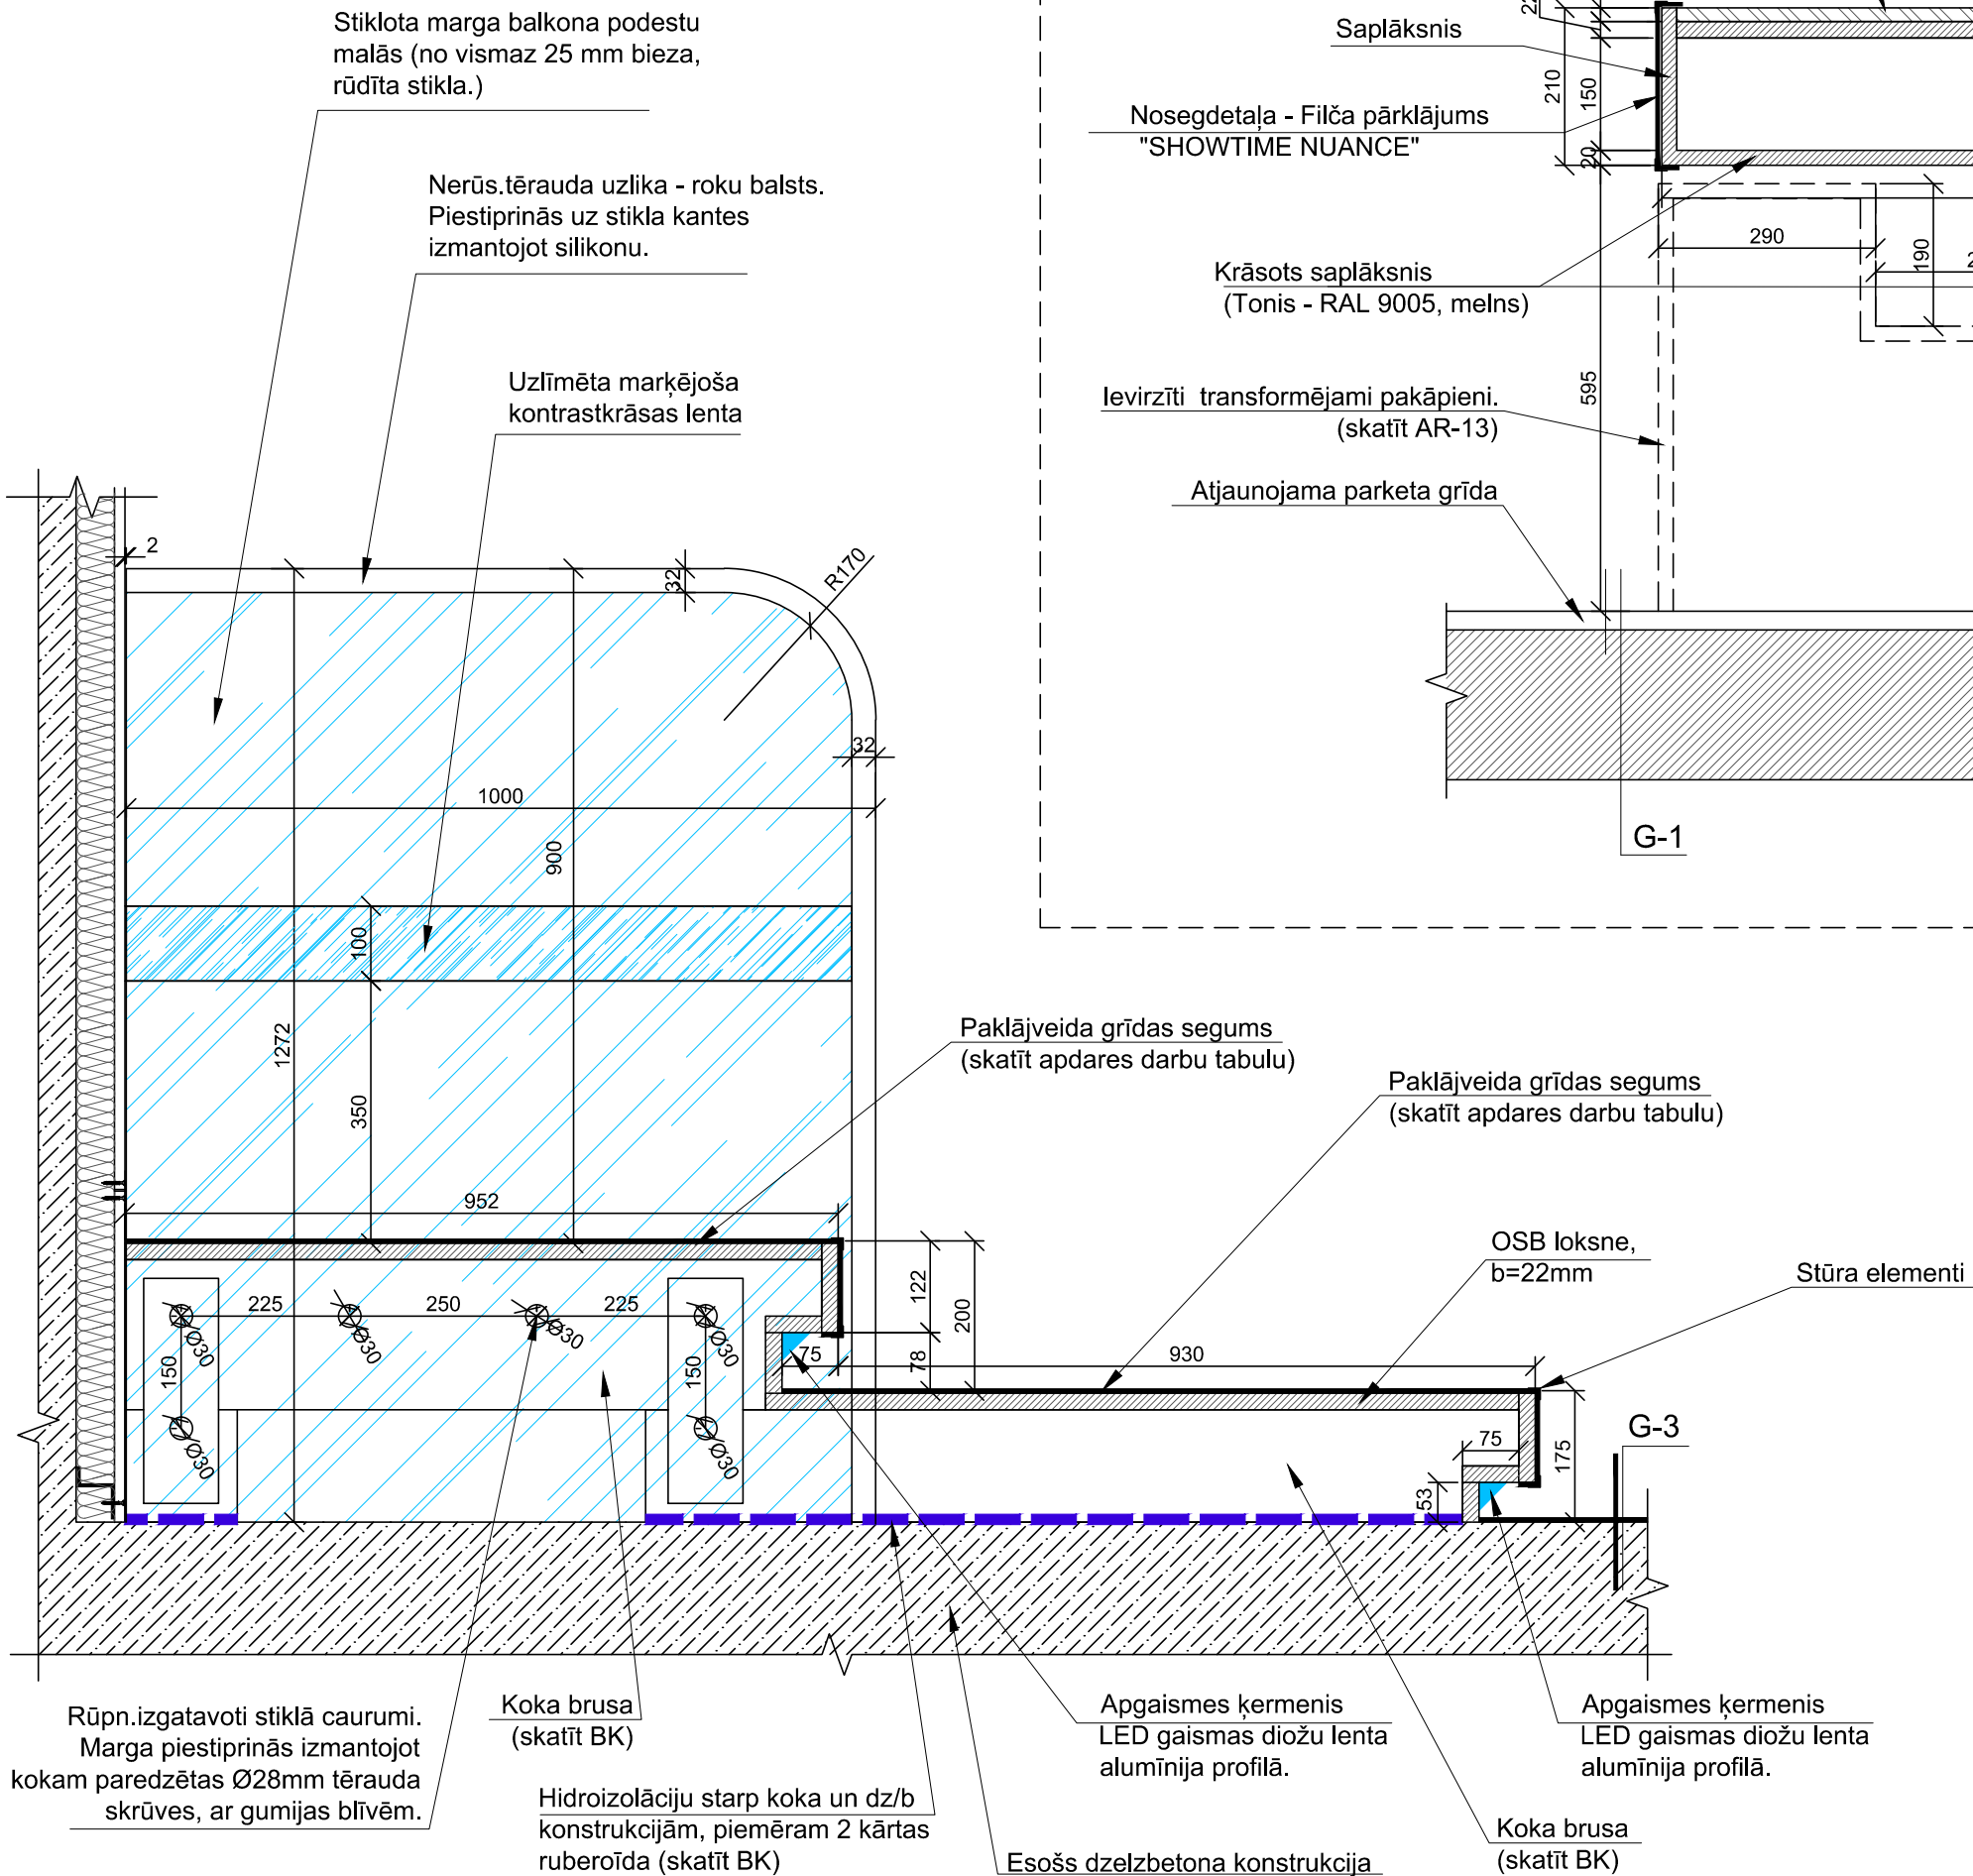 Stiklota marga balkona podestu
malās (no vismaz 25 mm bieza,
rūdīta stikla.)
Nerūs.tērauda uzlika - roku balsts.
Piestiprinās uz stikla kantes
izmantojot silikonu.
Uzlīmēta marķējoša
kontrastkrāsas lenta
Saplāksnis
Nosegdetaļa - Filča pārklājums
"SHOWTIME NUANCE"
Krāsots saplāksnis
(Tonis - RAL 9005, melns)
Ievirzīti transformējami pakāpieni.
(skatīt AR-13)
Atjaunojama parketa grīda
210
150
20
290
190
595
G-1
2
32
R170
32
1000
900
100
1272
350
952
Paklājveida grīdas segums
(skatīt apdares darbu tabulu)
Paklājveida grīdas segums
(skatīt apdares darbu tabulu)
OSB loksne,
b=22mm
Stūra elementi
225
250
225
Ø30
Ø30
Ø30
Ø30
150
150
Ø30
Ø30
122
200
78
75
930
75
53
175
G-3
Rūpn.izgatavoti stiklā caurumi.
Marga piestiprinās izmantojot
kokam paredzētas Ø28mm tērauda
skrūves, ar gumijas blīvēm.
Koka brusa
(skatīt BK)
Hidroizolāciju starp koka un dz/b
konstrukcijām, piemēram 2 kārtas
ruberoīda (skatīt BK)
Apgaismes ķermenis
LED gaismas diožu lenta
alumīnija profilā.
Esošs dzelzbetona konstrukcija
Apgaismes ķermenis
LED gaismas diožu lenta
alumīnija profilā.
Koka brusa
(skatīt BK)